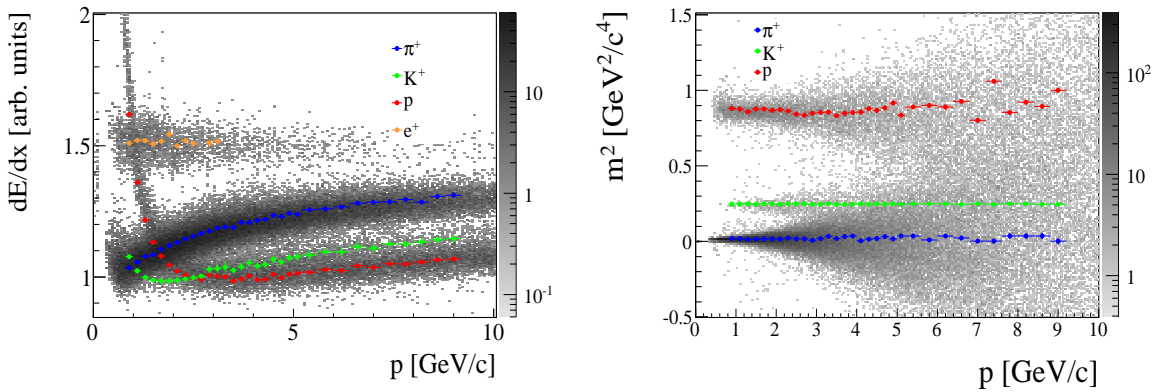 dE/dx [arb. units]
2
1.5
1
π⁺
K⁺
p
e⁺
10
1
10⁻¹
0
5
10
p [GeV/c]
m² [GeV²/c⁴]
1.5
1
0.5
0
-0.5
π⁺
K⁺
p
10²
10
1
0 1 2 3 4 5 6 7 8 9 10
p [GeV/c]